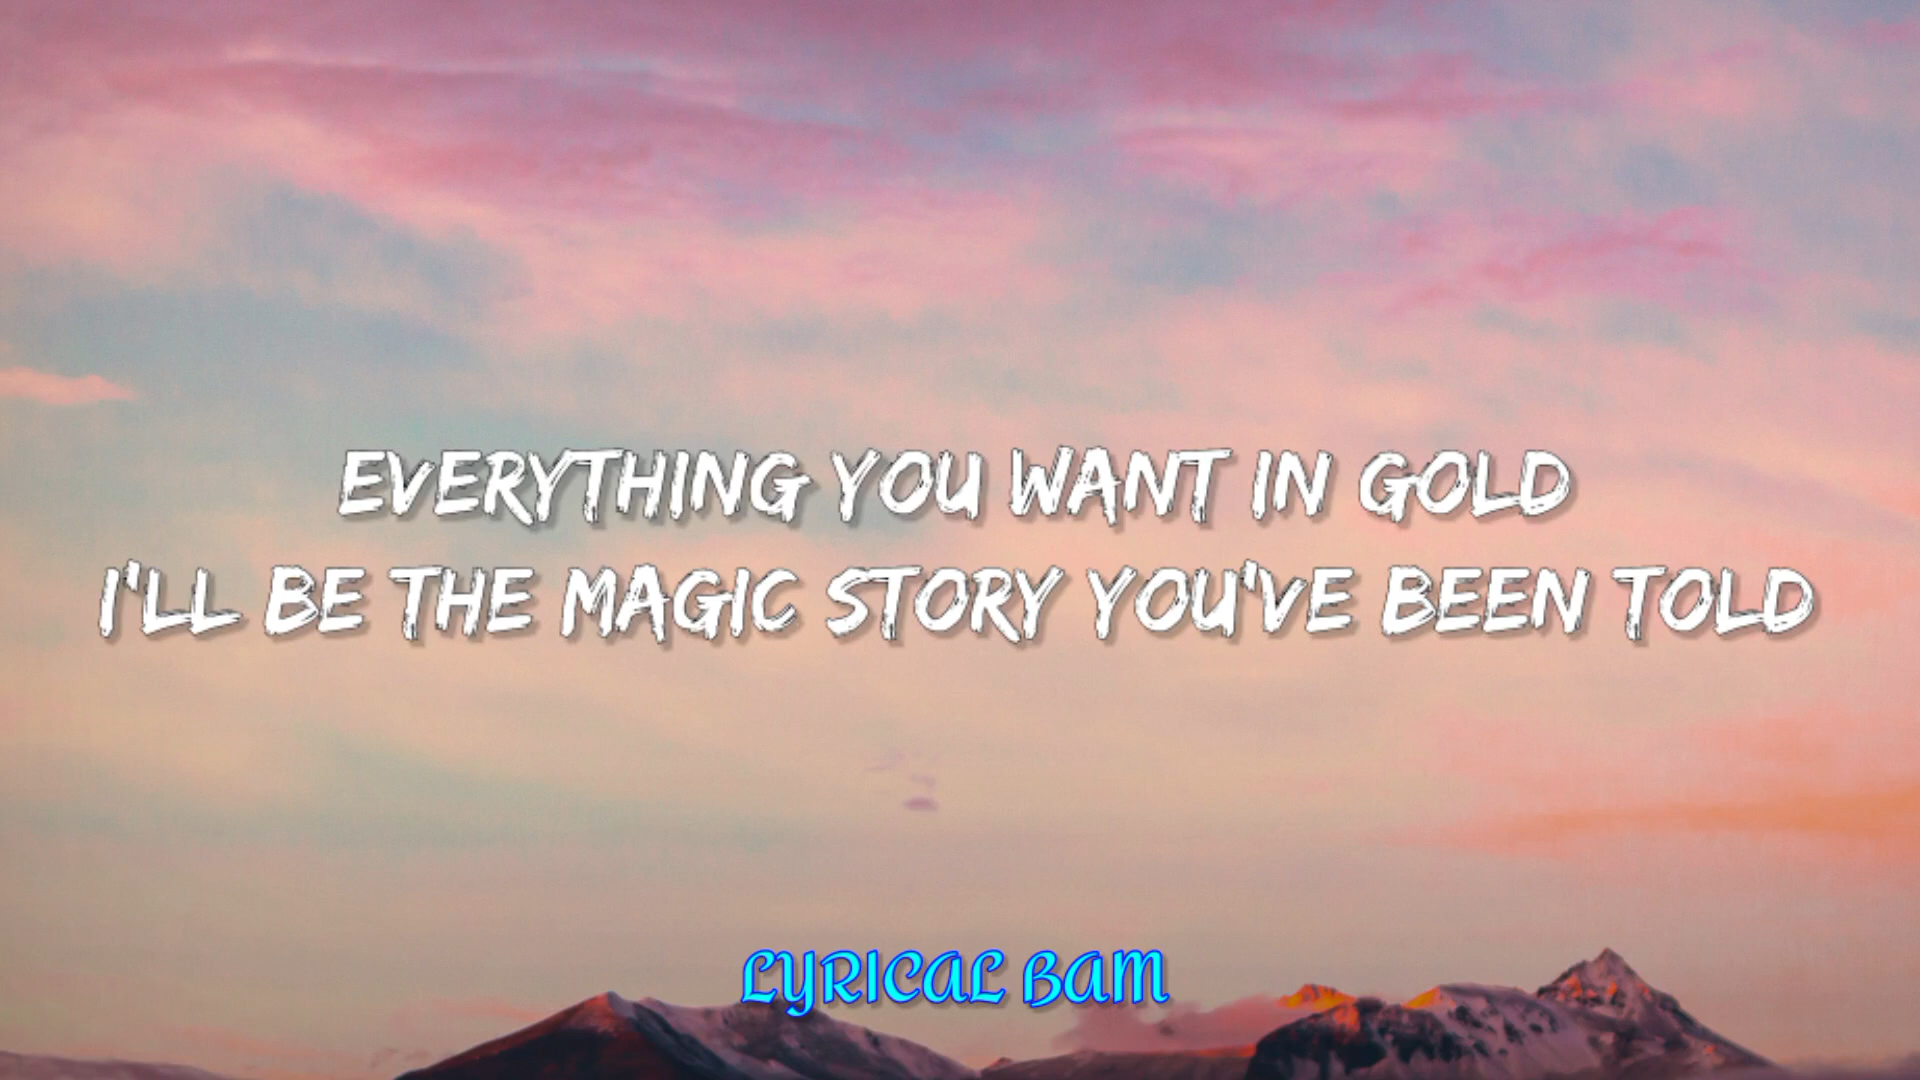 EVERYTHING YOU WANT IN GOLD
I'LL BE THE MAGIC STORY YOU'VE BEEN TOLD
LYRICAL BAM